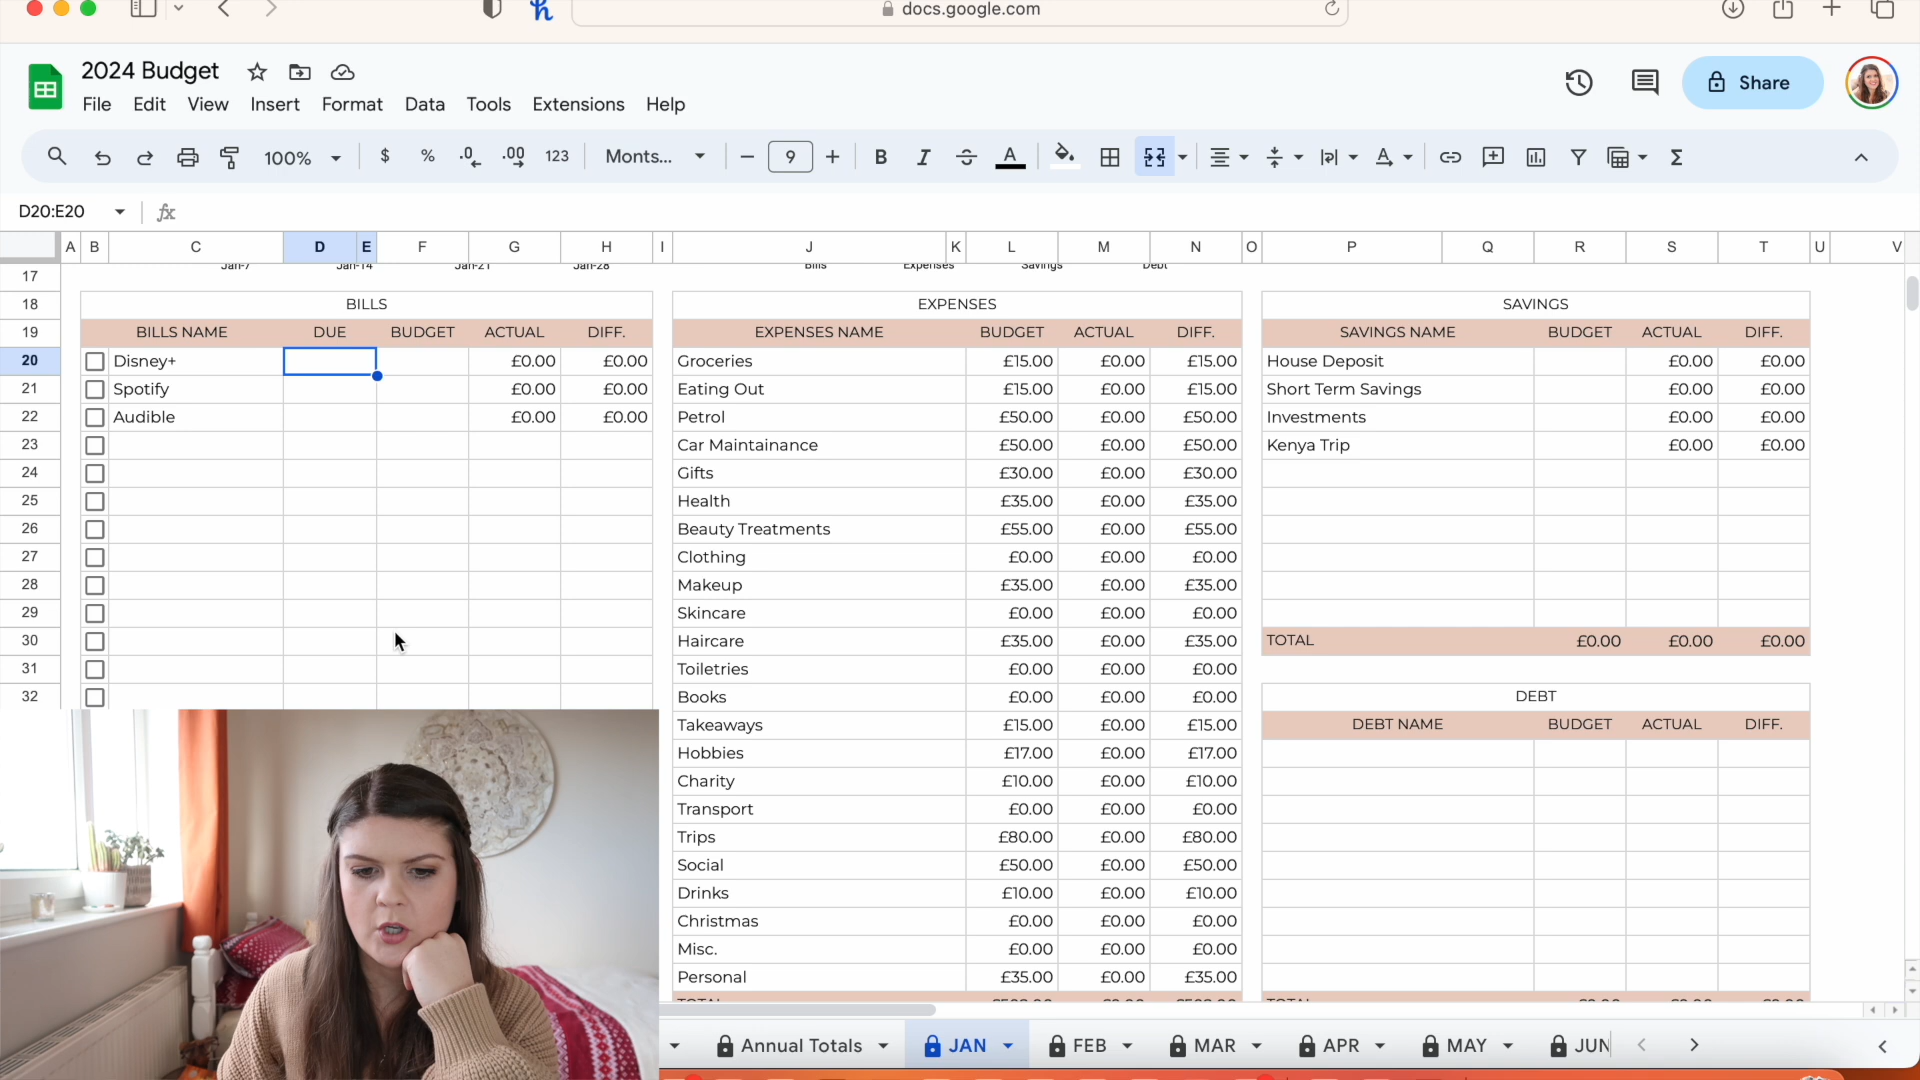 docs.google.com
2024 Budget
File Edit View Insert Format Data Tools Extensions Help
Share
100% $ % .0 .00 123 Monts... 9 B I A
D20:E20 fx
A B C D E F G H I J K L M N O P Q R S T U V
17 Jan-7 Jan-14 Jan-21 Jan-28 Bills Expenses Savings Debt
18 BILLS EXPENSES SAVINGS
19 BILLS NAME DUE BUDGET ACTUAL DIFF. EXPENSES NAME BUDGET ACTUAL DIFF. SAVINGS NAME BUDGET ACTUAL DIFF.
20 Disney+ £0.00 £0.00 Groceries £15.00 £0.00 £15.00 House Deposit £0.00 £0.00
21 Spotify £0.00 £0.00 Eating Out £15.00 £0.00 £15.00 Short Term Savings £0.00 £0.00
22 Audible £0.00 £0.00 Petrol £50.00 £0.00 £50.00 Investments £0.00 £0.00
23 Car Maintainance £50.00 £0.00 £50.00 Kenya Trip £0.00 £0.00
24 Gifts £30.00 £0.00 £30.00
25 Health £35.00 £0.00 £35.00
26 Beauty Treatments £55.00 £0.00 £55.00
27 Clothing £0.00 £0.00 £0.00
28 Makeup £35.00 £0.00 £35.00
29 Skincare £0.00 £0.00 £0.00
30 Haircare £35.00 £0.00 £35.00 TOTAL £0.00 £0.00 £0.00
31 Toiletries £0.00 £0.00 £0.00
32 Books £0.00 £0.00 £0.00 DEBT
Takeaways £15.00 £0.00 £15.00 DEBT NAME BUDGET ACTUAL DIFF.
Hobbies £17.00 £0.00 £17.00
Charity £10.00 £0.00 £10.00
Transport £0.00 £0.00 £0.00
Trips £80.00 £0.00 £80.00
Social £50.00 £0.00 £50.00
Drinks £10.00 £0.00 £10.00
Christmas £0.00 £0.00 £0.00
Misc. £0.00 £0.00 £0.00
Personal £35.00 £0.00 £35.00
Annual Totals JAN FEB MAR APR MAY JUN